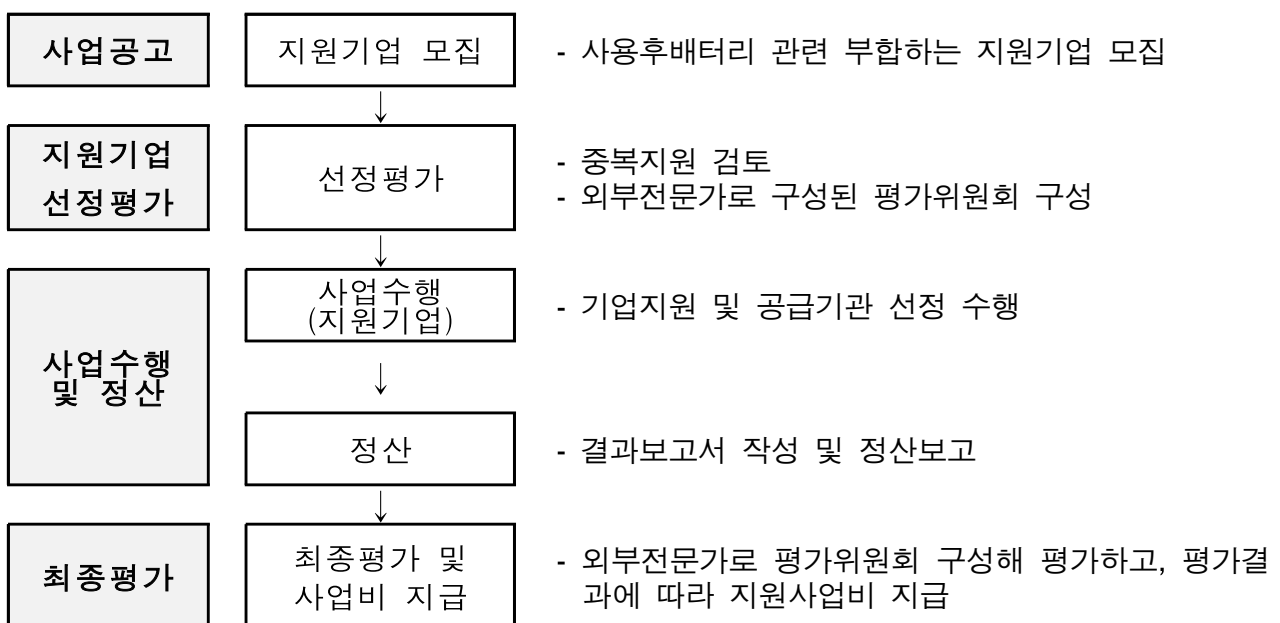 사업공고
지원기업 모집
- 사용후배터리 관련 부합하는 지원기업 모집
↓
지원기업
선정평가
선정평가
- 중복지원 검토
- 외부전문가로 구성된 평가위원회 구성
↓
사업수행
및 정산
사업수행
(지원기업)
- 기업지원 및 공급기관 선정 수행
↓
정산
- 결과보고서 작성 및 정산보고
↓
최종평가
최종평가 및
사업비 지급
- 외부전문가로 평가위원회 구성해 평가하고, 평가결
과에 따라 지원사업비 지급